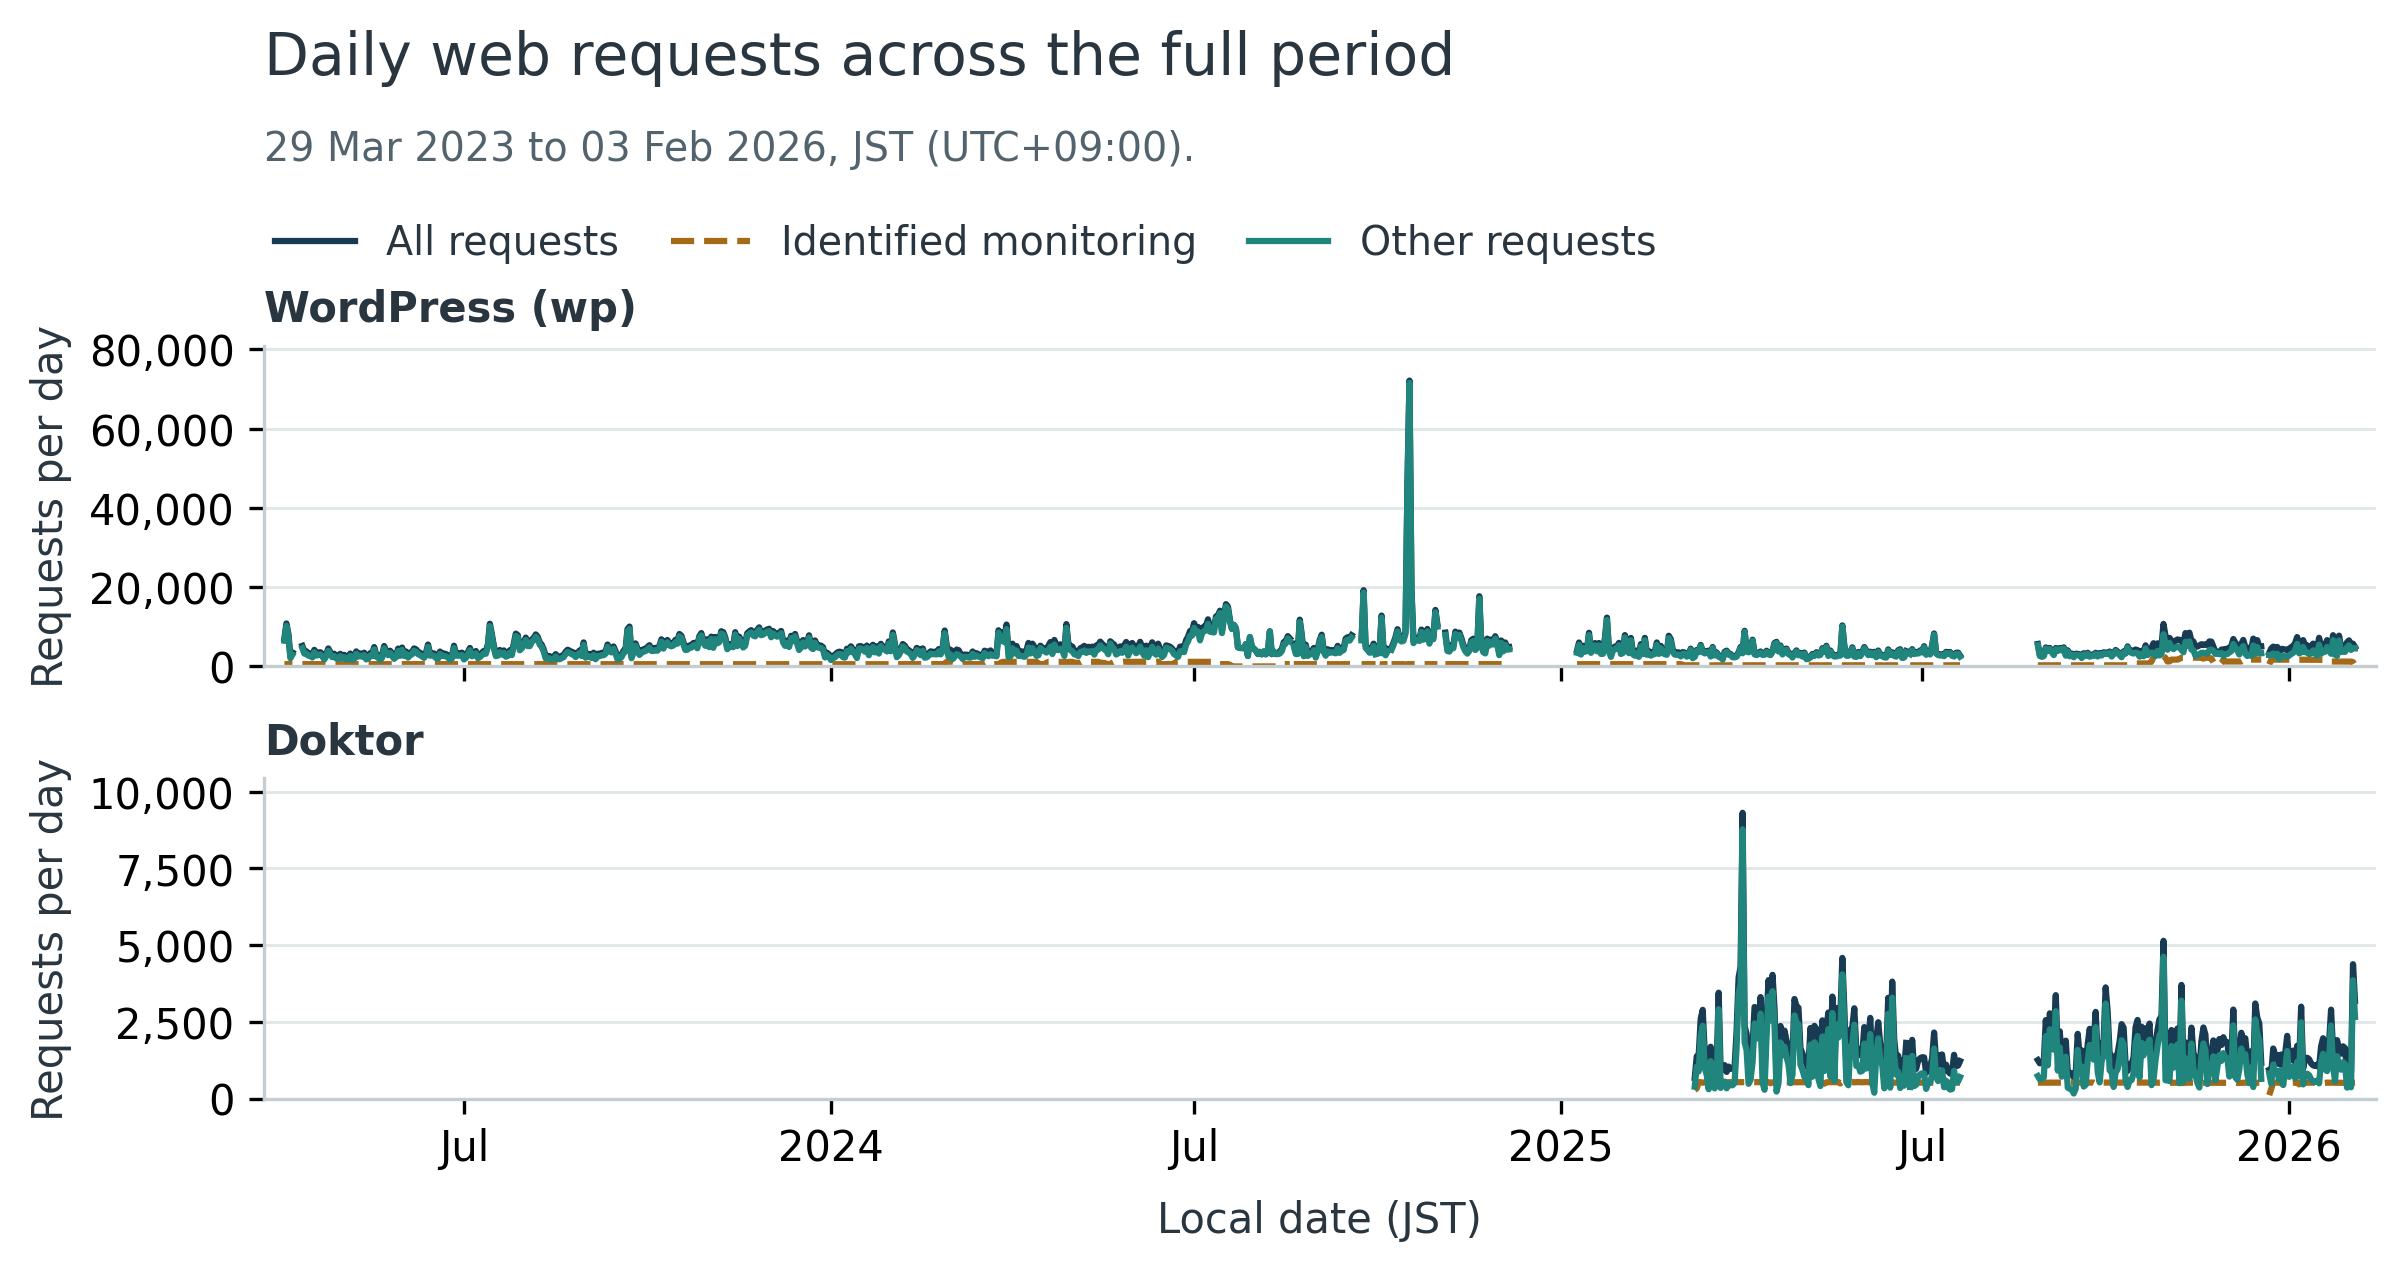 Daily web requests across the full period
29 Mar 2023 to 03 Feb 2026, JST (UTC+09:00).
All requests
Identified monitoring
Other requests
WordPress (wp)
Requests per day
80,000
60,000
40,000
20,000
0
Doktor
Requests per day
10,000
7,500
5,000
2,500
0
Jul
2024
Jul
2025
Jul
2026
Local date (JST)